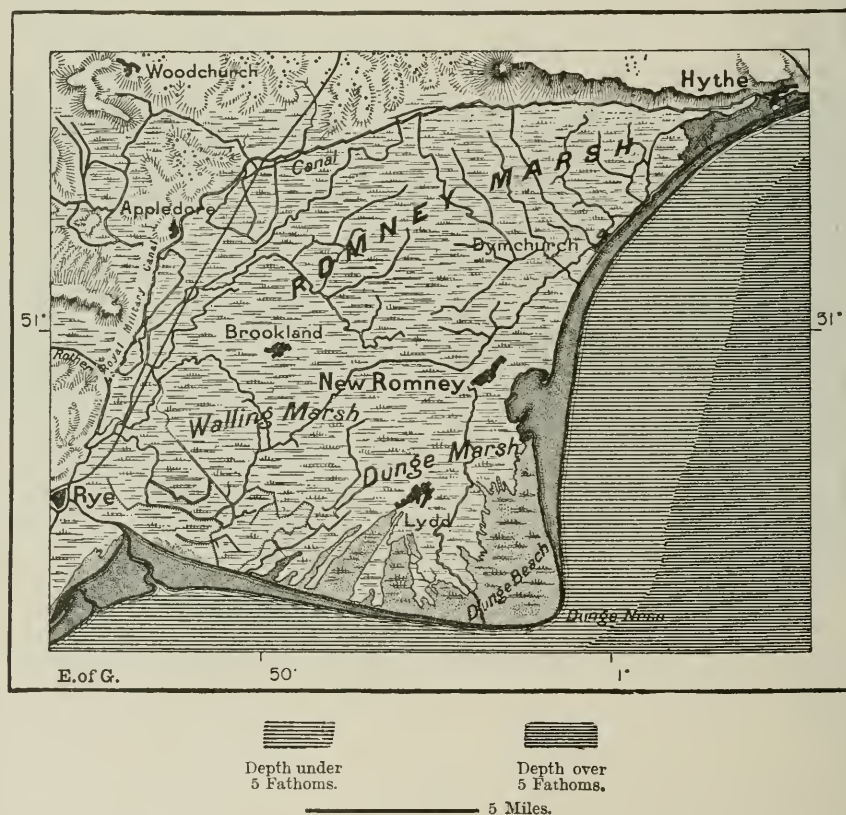 Woodchurch
Hythe
Canal
ROMNEY MARSH
Appledore
Dymchurch
Royal Military Canal
51°
Brookland
31°
Rother
New Romney
Walling Marsh
Dunge Marsh
Rye
Lydd
Dunge Beach
Dunge Ness
E. of G.
50'
1°
Depth under
5 Fathoms.
Depth over
5 Fathoms.
5 Miles.